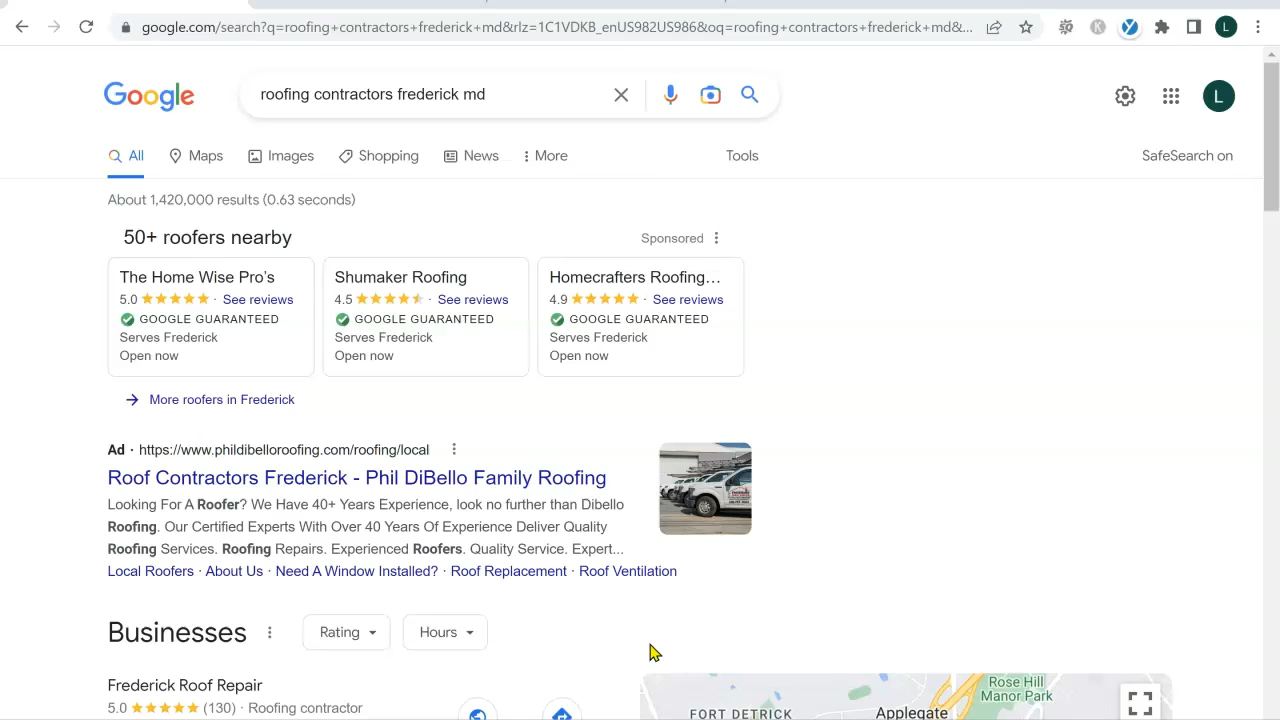 google.com/search?q=roofing+contractors+frederick+md&rlz=1C1VDKB_enUS982US986&oq=roofing+contractors+frederick+md&...
K
L
Google
roofing contractors frederick md
L
All
Maps
Images
Shopping
News
More
Tools
SafeSearch on
About 1,420,000 results (0.63 seconds)
50+ roofers nearby
Sponsored
The Home Wise Pro's
5.0 · See reviews
GOOGLE GUARANTEED
Serves Frederick
Open now
Shumaker Roofing
4.5 · See reviews
GOOGLE GUARANTEED
Serves Frederick
Open now
Homecrafters Roofing…
4.9 · See reviews
GOOGLE GUARANTEED
Serves Frederick
Open now
More roofers in Frederick
Ad · https://www.phildibelloroofing.com/roofing/local
Roof Contractors Frederick - Phil DiBello Family Roofing
Looking For A Roofer? We Have 40+ Years Experience, look no further than Dibello
Roofing. Our Certified Experts With Over 40 Years Of Experience Deliver Quality
Roofing Services. Roofing Repairs. Experienced Roofers. Quality Service. Expert...
Local Roofers · About Us · Need A Window Installed? · Roof Replacement · Roof Ventilation
Businesses
Rating
Hours
Frederick Roof Repair
5.0 (130) · Roofing contractor
Rose Hill
Manor Park
FORT DETRICK
Applegate